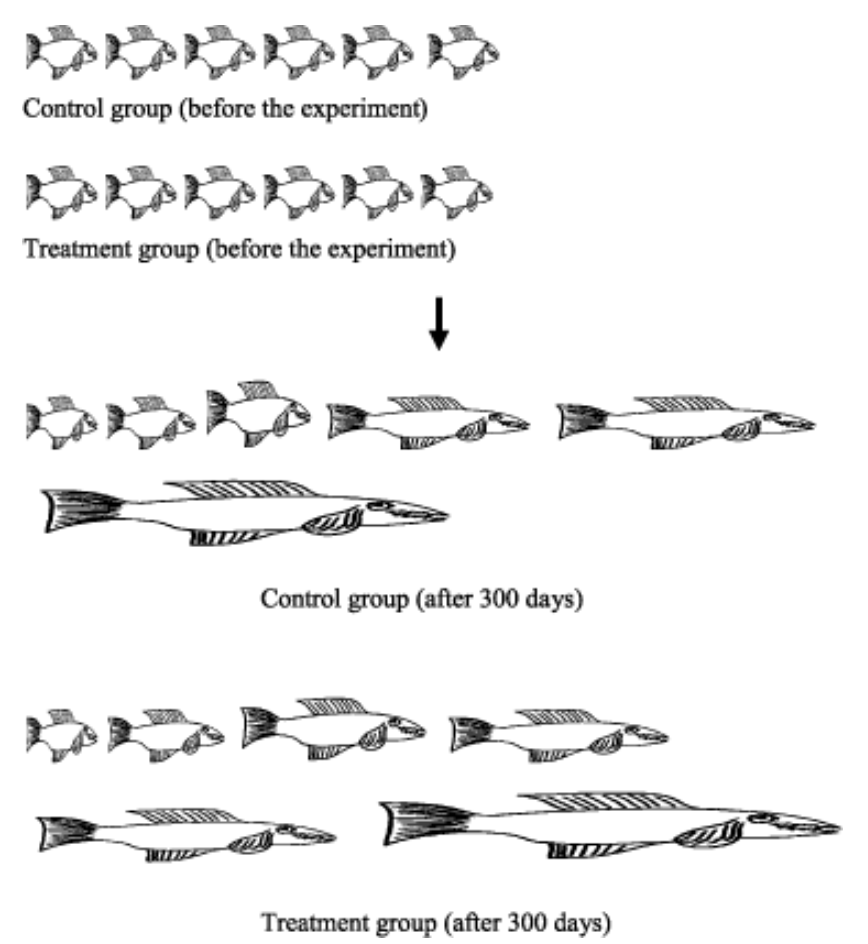 Control group (before the experiment)
Treatment group (before the experiment)
Control group (after 300 days)
Treatment group (after 300 days)